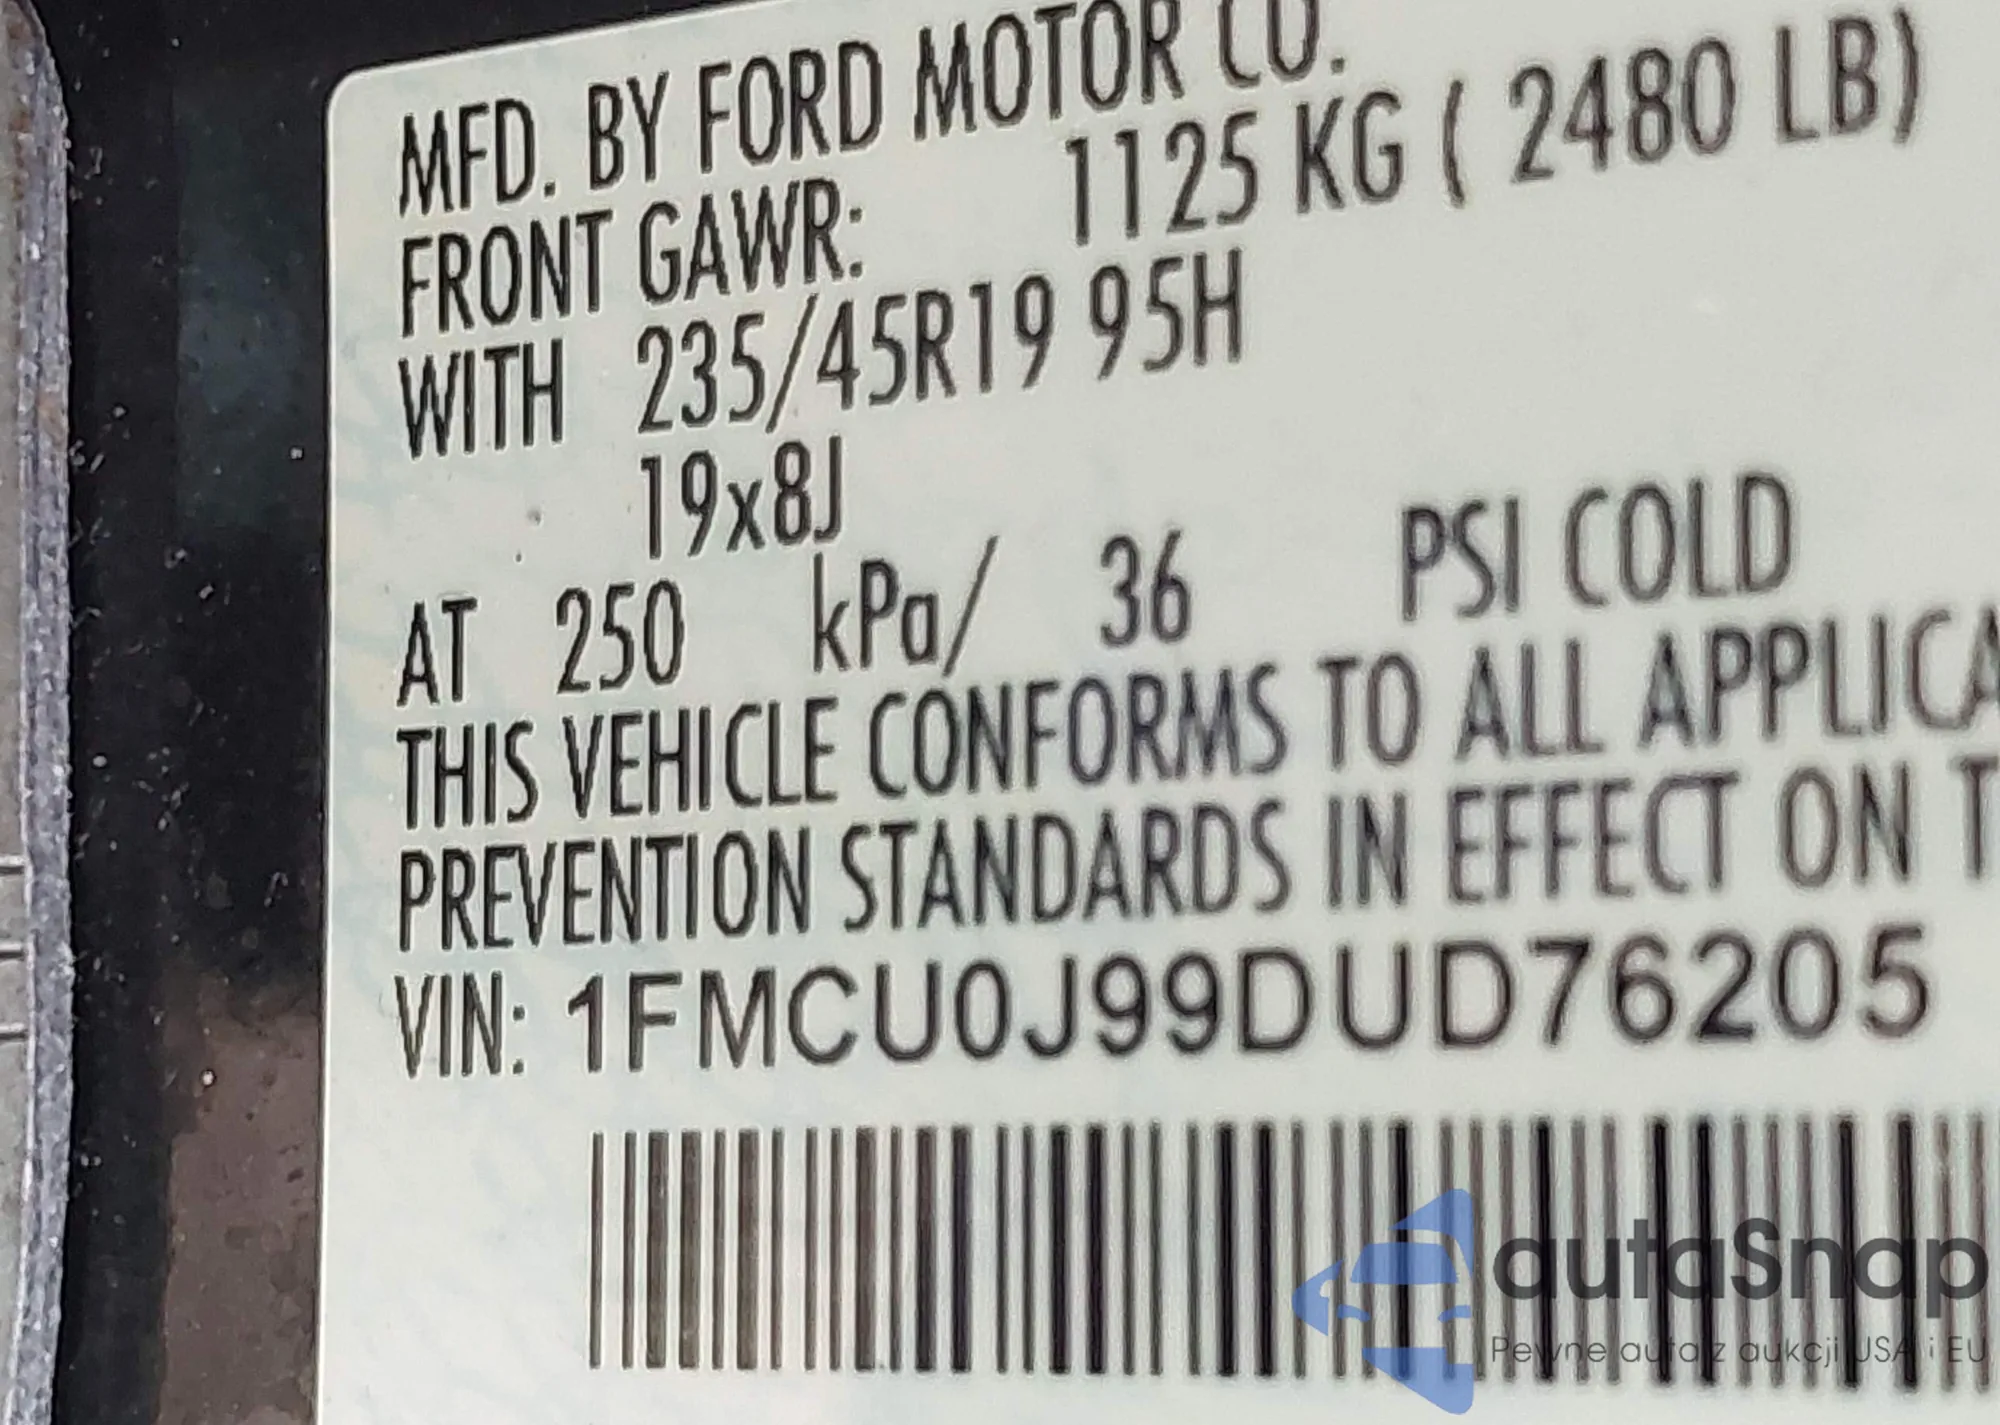 MFD. BY FORD MOTOR CO.
FRONT GAWR: 1125 KG ( 2480 LB)
WITH 235/45R19 95H
19x8J
AT 250 kPa/ 36 PSI COLD
THIS VEHICLE CONFORMS TO ALL APPLICA
PREVENTION STANDARDS IN EFFECT ON T
VIN: 1FMCU0J99DUD76205
autaSnap
Pewne auta z aukcji USA i EU